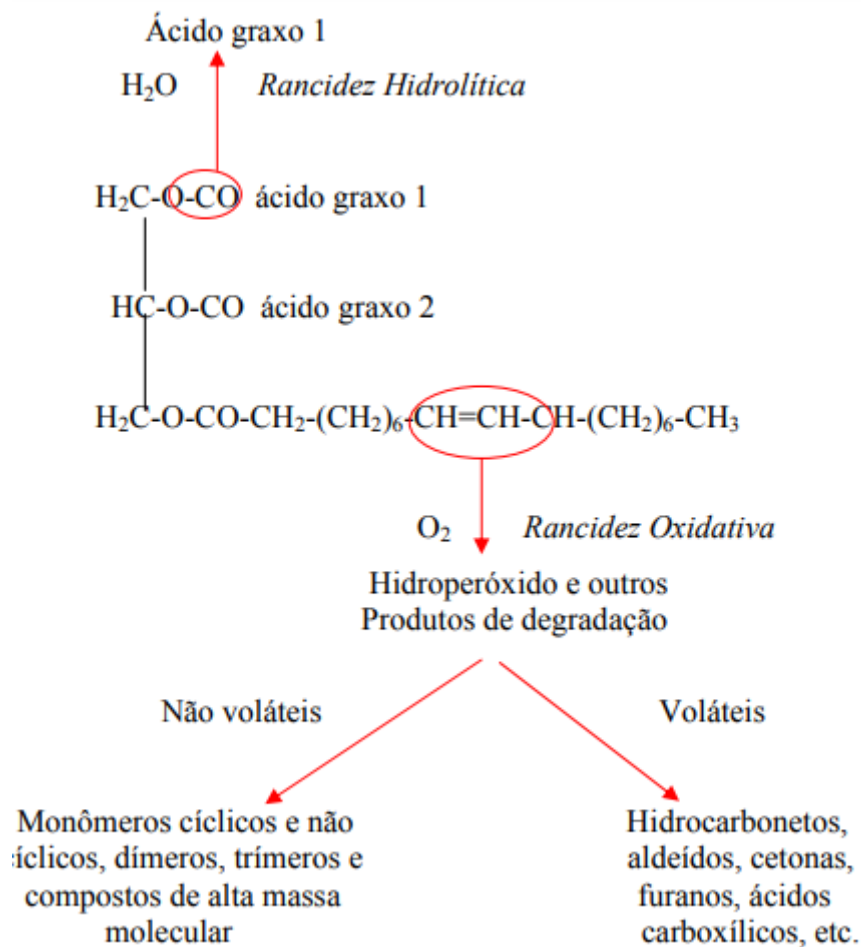 Ácido graxo 1
H₂O Rancidez Hidrolítica
H₂C-O-CO ácido graxo 1
HC-O-CO ácido graxo 2
H₂C-O-CO-CH₂-(CH₂)₆-CH=CH-CH-(CH₂)₆-CH₃
O₂ Rancidez Oxidativa
Hidroperóxido e outros
Produtos de degradação
Não voláteis
Voláteis
Monômeros cíclicos e não
cíclicos, dímeros, trímeros e
compostos de alta massa
molecular
Hidrocarbonetos,
aldeídos, cetonas,
furanos, ácidos
carboxílicos, etc.